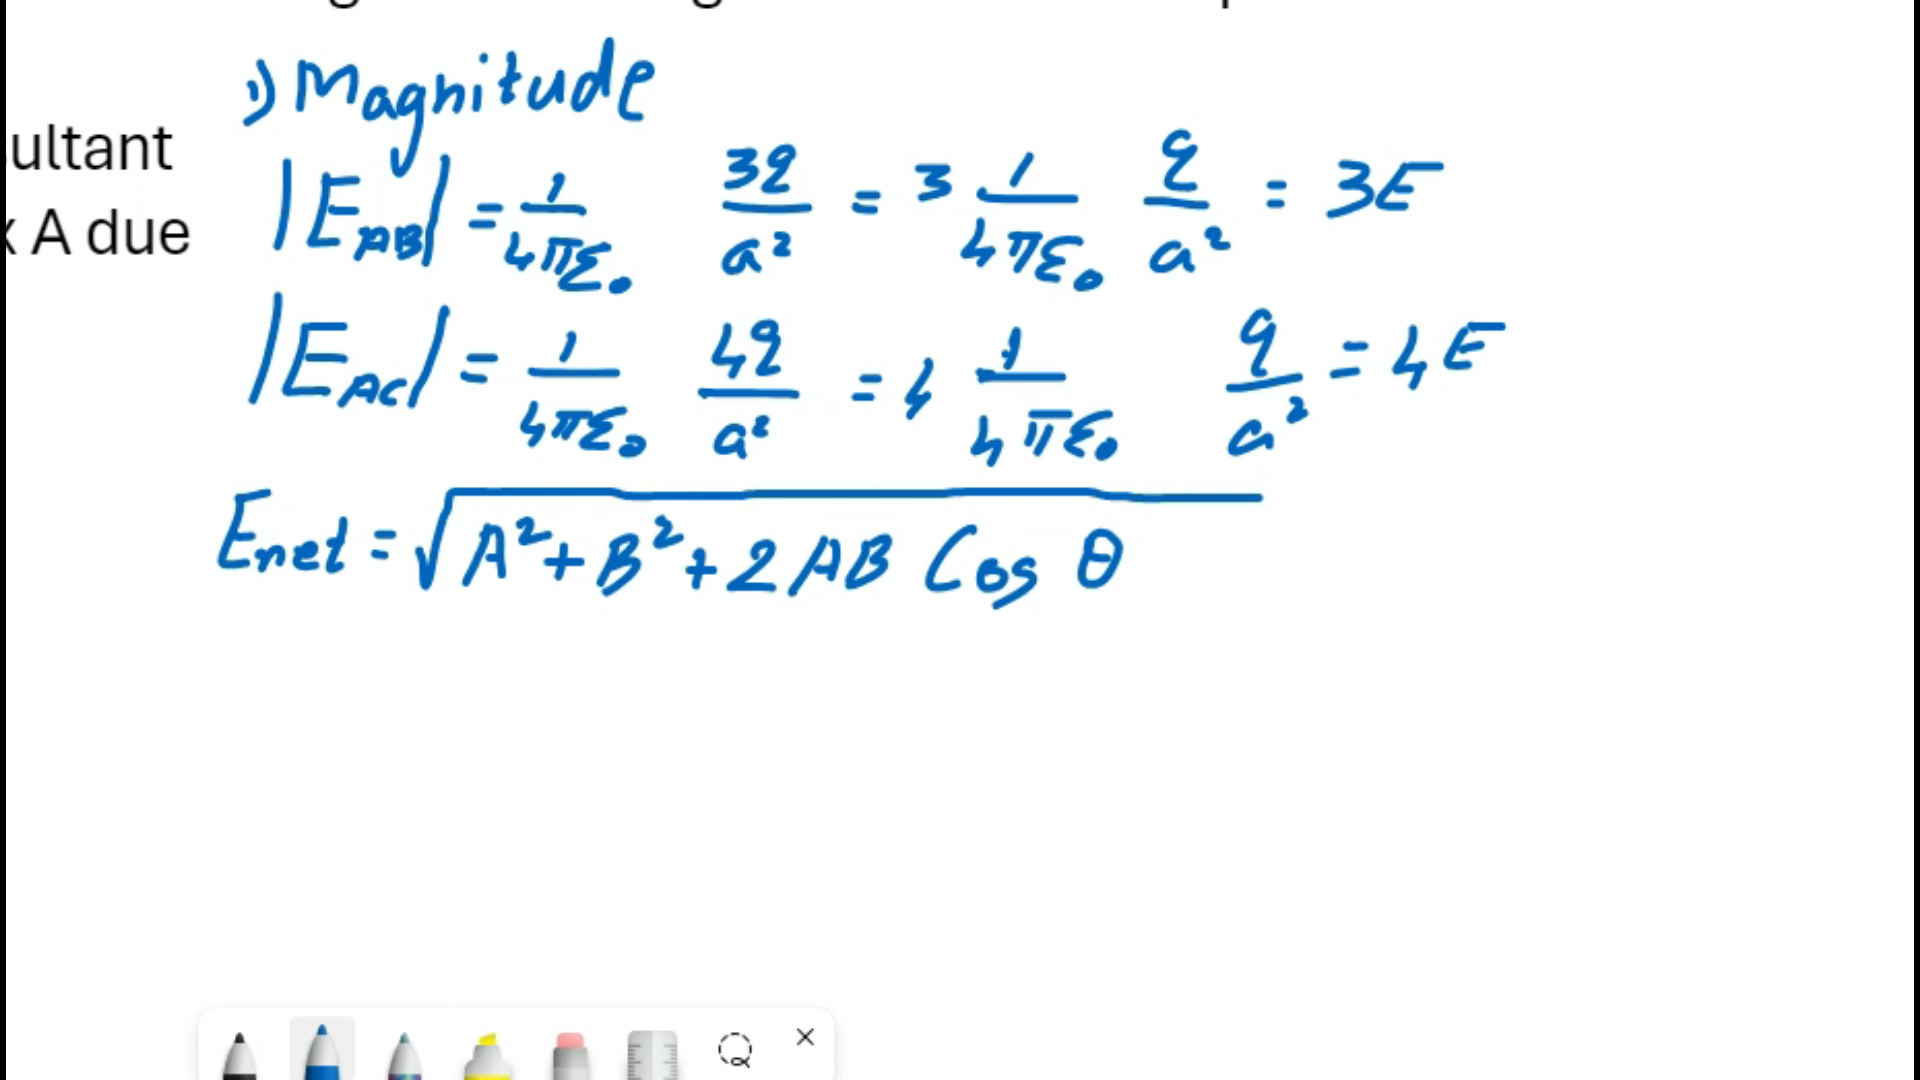 1) Magnitude
ultant
A due
|E_AB| = 1/4πε₀ 3q/a² = 3 1/4πε₀ q/a² = 3E
|E_AC| = 1/4πε₀ 4q/a² = 4 1/4πε₀ q/a² = 4E
Enet = √A² + B² + 2AB Cos θ